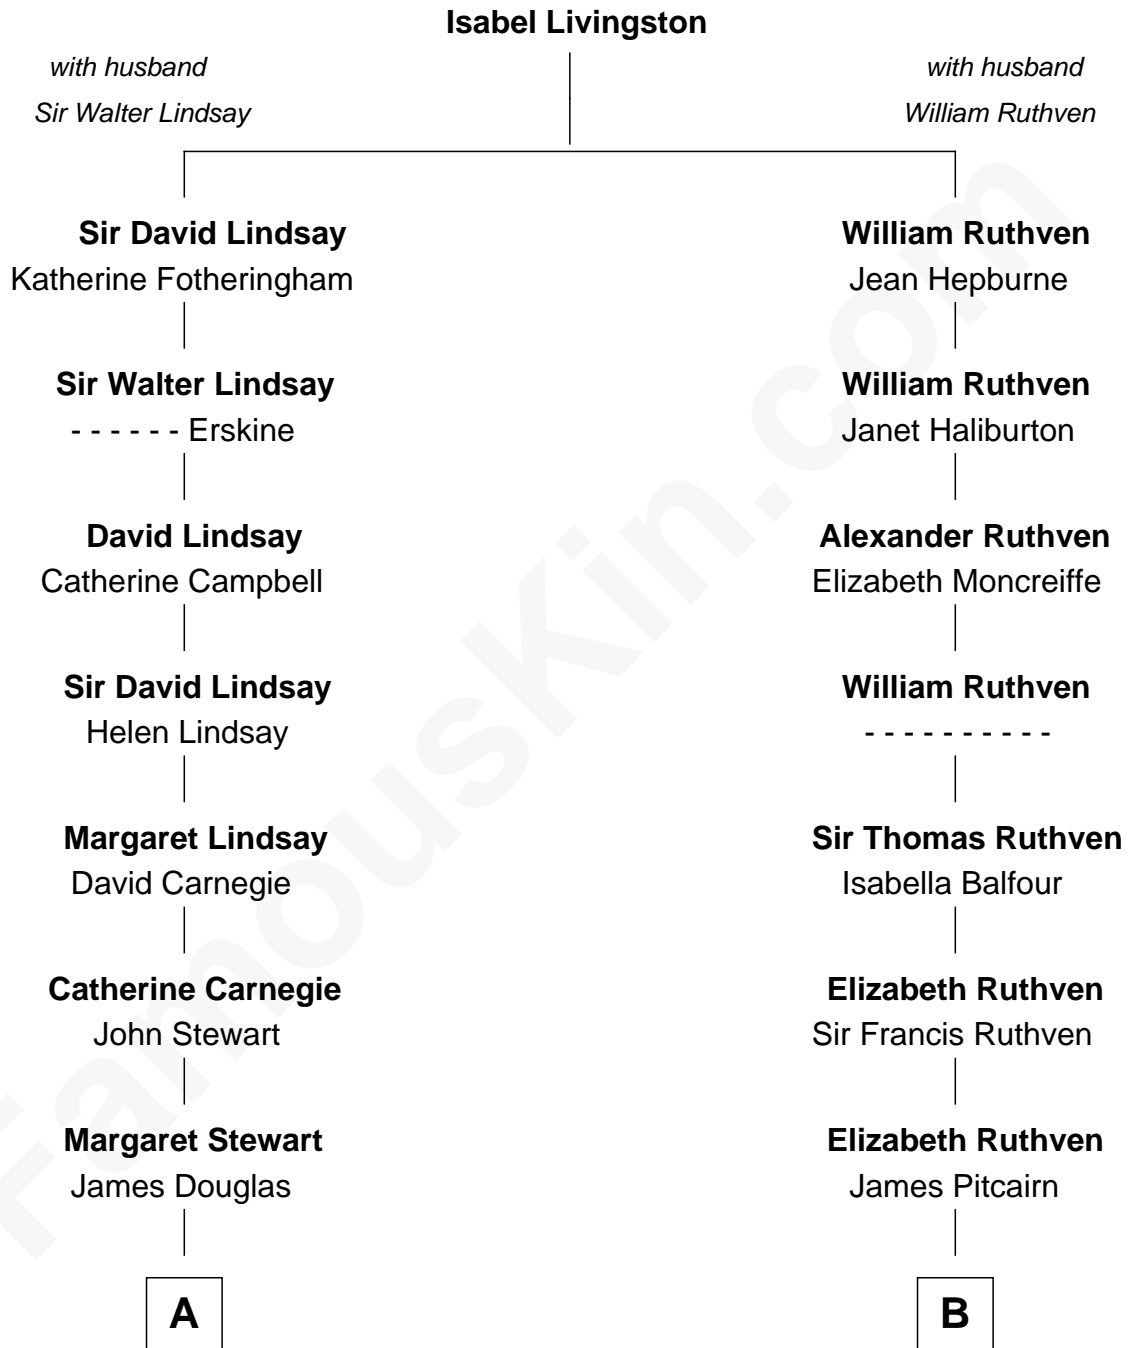 Isabel Livingston
with husband
Sir Walter Lindsay
with husband
William Ruthven
Sir David Lindsay
Katherine Fotheringham
William Ruthven
Jean Hepburne
Sir Walter Lindsay
- - - - - - Erskine
William Ruthven
Janet Haliburton
David Lindsay
Catherine Campbell
Alexander Ruthven
Elizabeth Moncreiffe
Sir David Lindsay
Helen Lindsay
William Ruthven
- - - - - - - - - -
Margaret Lindsay
David Carnegie
Sir Thomas Ruthven
Isabella Balfour
Catherine Carnegie
John Stewart
Elizabeth Ruthven
Sir Francis Ruthven
Margaret Stewart
James Douglas
Elizabeth Ruthven
James Pitcairn
A
B
FamousKin.com